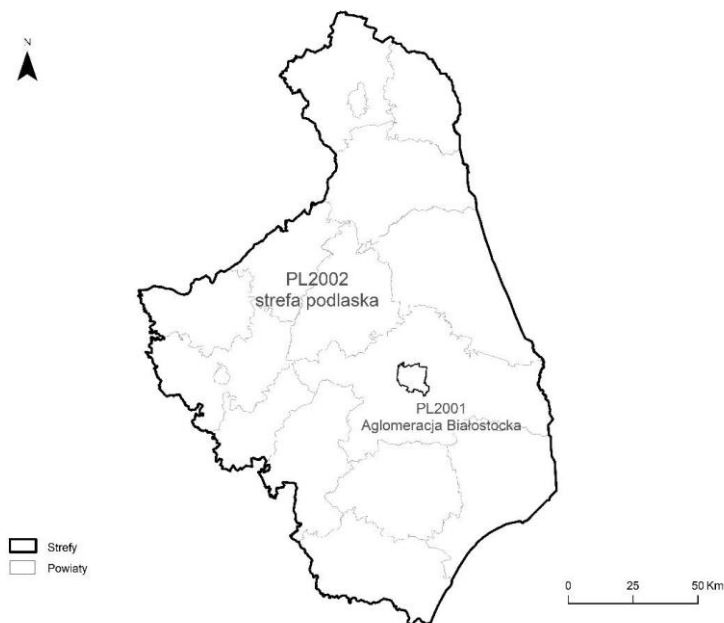 N
PL2002
strefa podlaska
PL2001
Aglomeracja Białostocka
Strefy
Powiaty
0 25 50 Km